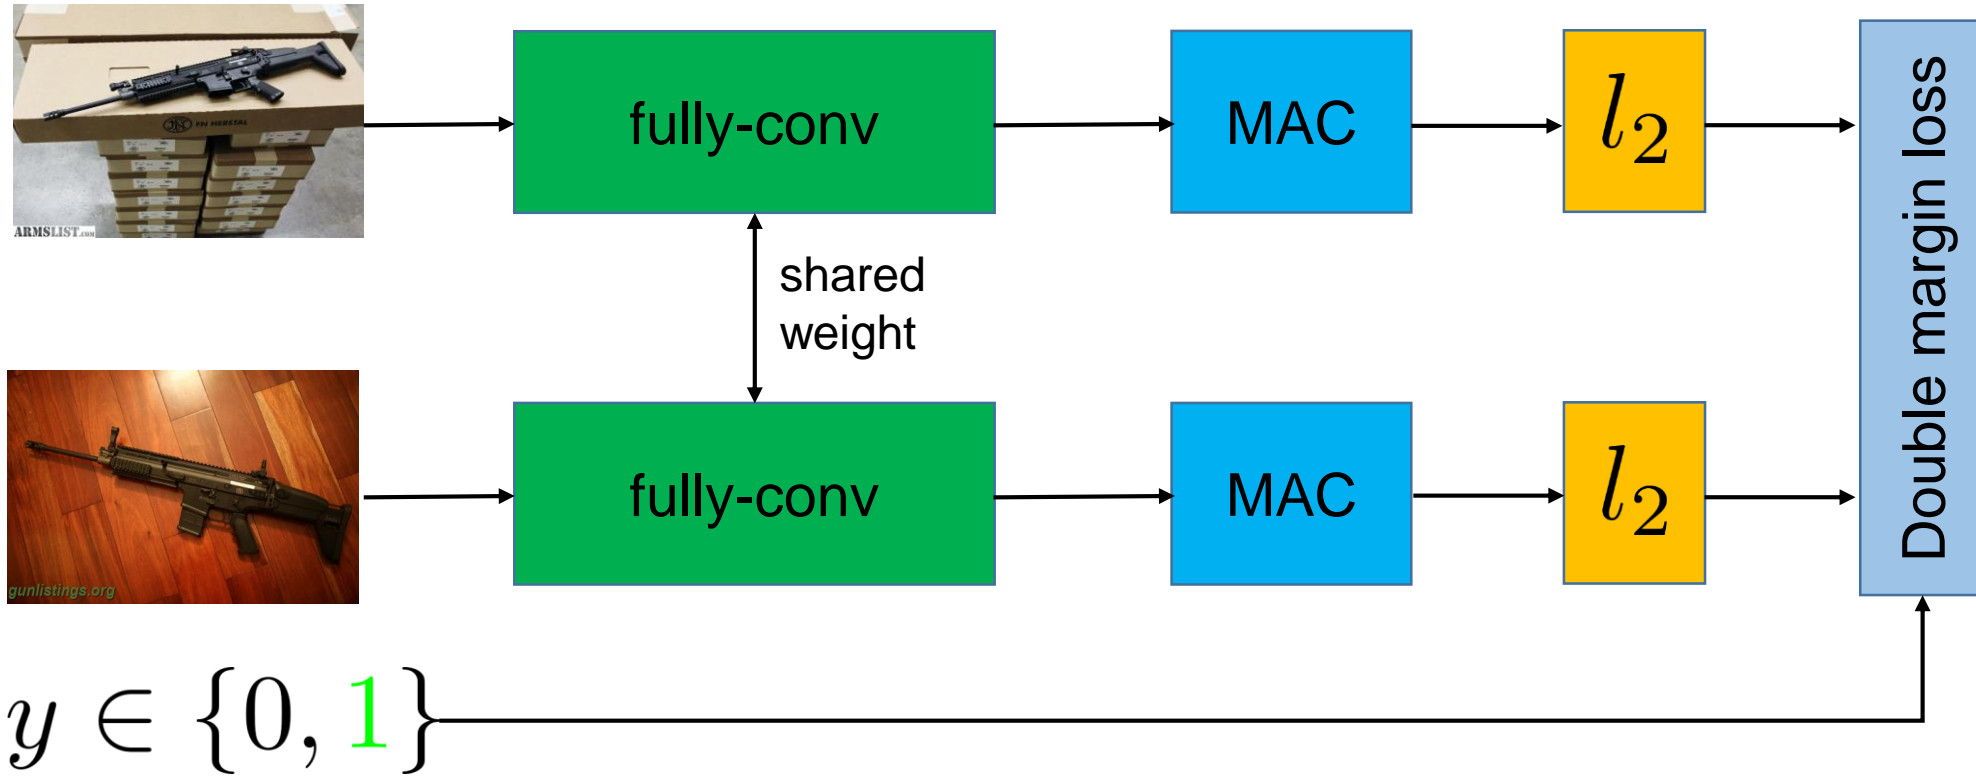 FN HERSTAL
ARMSLIST.com
fully-conv
MAC
l₂
shared
weight
Double margin loss
gunlistings.org
fully-conv
MAC
l₂
y ∈ {0, 1}